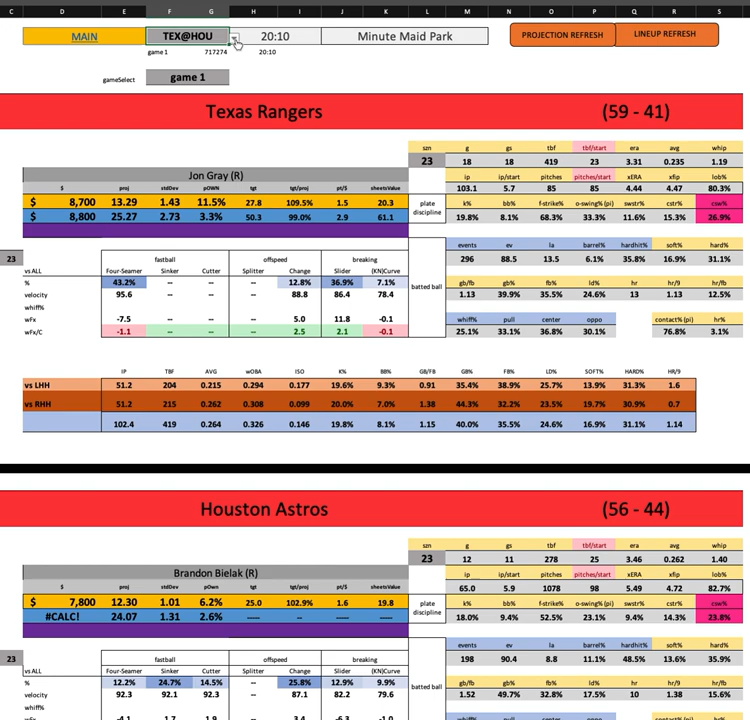 C D E F G H I J K L M N O P Q R S
MAIN TEX@HOU 20:10 Minute Maid Park PROJECTION REFRESH LINEUP REFRESH
game 1 717274 20:10
gameSelect game 1
Texas Rangers (59 - 41)
szn g gs tbf tbf/start era avg whip
23 18 18 419 23 3.31 0.235 1.19
Jon Gray (R) ip ip/start pitches pitches/start xERA xfip lob%
$ proj stdDev pOWN tgt tgt/proj pt/$ sheetsValue 103.1 5.7 85 85 4.44 4.47 80.3%
$ 8,700 13.29 1.43 11.5% 27.8 109.5% 1.5 20.3 plate discipline k% bb% f-strike% o-swing% (pi) swstr% cstr% csw%
$ 8,800 25.27 2.73 3.3% 50.3 99.0% 2.9 61.1 19.8% 8.1% 68.3% 33.3% 11.6% 15.3% 26.9%
events ev la barrel% hardhit% soft% hard%
23 fastball offspeed breaking 296 88.5 13.5 6.1% 35.8% 16.9% 31.1%
vs ALL Four-Seamer Sinker Cutter Splitter Change Slider (KN)Curve
% 43.2% -- -- -- 12.8% 36.9% 7.1% batted ball gb/fb gb% fb% ld% hr hr/9 hr/fb
velocity 95.6 -- -- -- 88.8 86.4 78.4 1.13 39.9% 35.5% 24.6% 13 1.13 12.5%
whiff%
wFx -7.5 -- -- -- 5.0 11.8 -0.1 whiff% pull center oppo contact% (pi) hr%
wFx/C -1.1 -- -- -- 2.5 2.1 -0.1 25.1% 33.1% 36.8% 30.1% 76.8% 3.1%
IP TBF AVG wOBA ISO K% BB% GB/FB GB% FB% LD% SOFT% HARD% HR/9
vs LHH 51.2 204 0.215 0.294 0.177 19.6% 9.3% 0.91 35.4% 38.9% 25.7% 13.9% 31.3% 1.6
vs RHH 51.2 215 0.262 0.308 0.099 20.0% 7.0% 1.38 44.3% 32.2% 23.5% 19.7% 30.9% 0.7
102.4 419 0.264 0.326 0.146 19.8% 8.1% 1.15 40.0% 35.5% 24.6% 16.9% 31.1% 1.14
Houston Astros (56 - 44)
szn g gs tbf tbf/start era avg whip
23 12 11 278 25 3.46 0.262 1.40
Brandon Bielak (R) ip ip/start pitches pitches/start xERA xfip lob%
$ proj stdDev pOwn tgt tgt/proj pt/$ sheetsValue 65.0 5.9 1078 98 5.49 4.72 82.7%
$ 7,800 12.30 1.01 6.2% 25.0 102.9% 1.6 19.8 plate discipline k% bb% f-strike% o-swing% (pi) swstr% cstr% csw%
#CALC! 24.07 1.31 2.6% ---- ---- -- ---- 18.0% 9.4% 52.5% 23.1% 9.4% 14.3% 23.8%
events ev la barrel% hardhit% soft% hard%
23 fastball offspeed breaking 198 90.4 8.8 11.1% 48.5% 13.6% 35.9%
vs ALL Four-Seamer Sinker Cutter Splitter Change Slider (KN)Curve
% 12.2% 24.7% 14.5% -- 25.8% 12.9% 9.9% batted ball gb/fb gb% fb% ld% hr hr/9 hr/fb
velocity 92.3 92.1 92.3 -- 87.1 82.2 79.6 1.52 49.7% 32.8% 17.5% 10 1.38 15.6%
whiff%